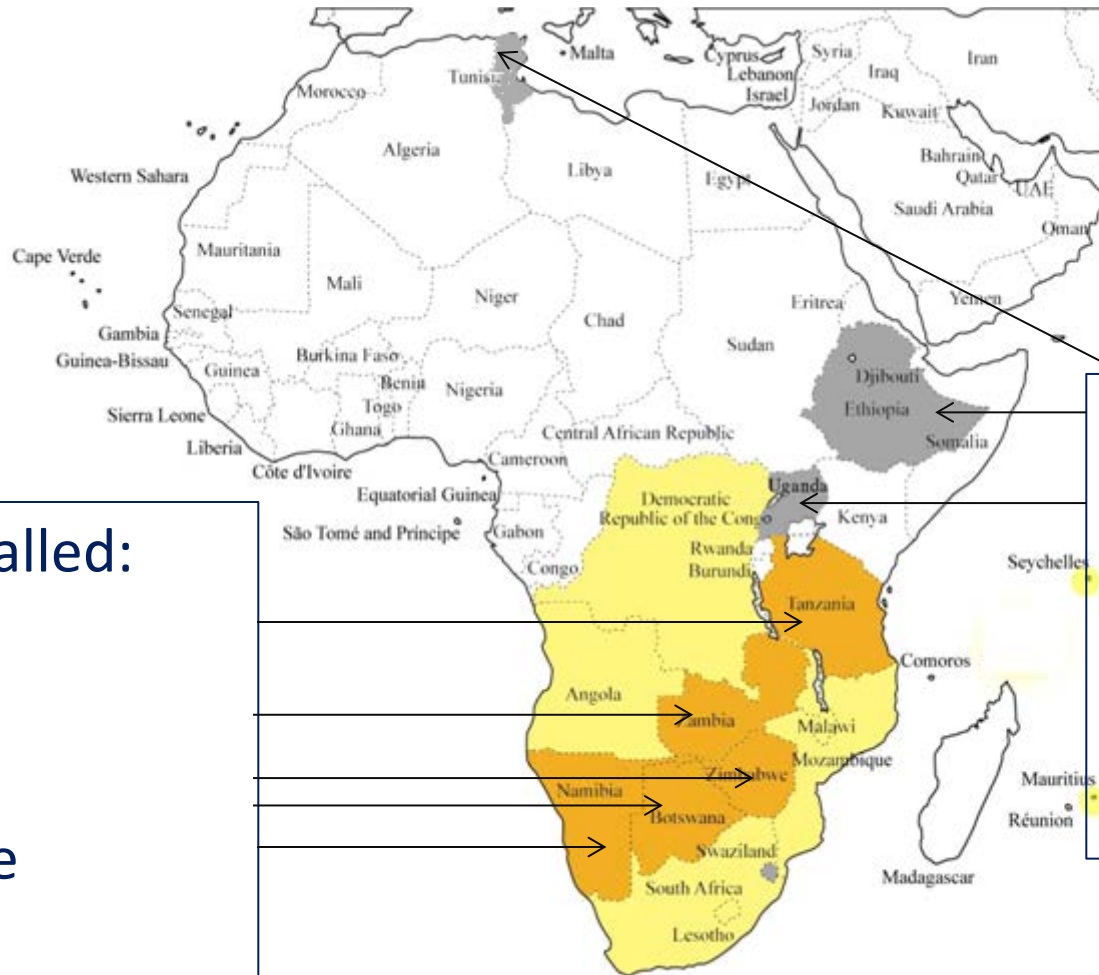 Malta
Cyprus
Syria
Lebanon
Iraq
Iran
Israel
Tunisia
Morocco
Jordan
Kuwait
Algeria
Libya
Egypt
Bahrain
Qatar
UAE
Western Sahara
Saudi Arabia
Oman
Mauritania
Cape Verde
Mali
Niger
Chad
Eritrea
Yemen
Senegal
Gambia
Sudan
Guinea-Bissau
Burkina Faso
Guinea
Djibouti
Benin
Nigeria
Togo
Ethiopia
Sierra Leone
Ghana
Central African Republic
Somalia
Liberia
Cameroon
Côte d'Ivoire
Uganda
Equatorial Guinea
Democratic
Republic of the Congo
Kenya
São Tomé and Príncipe
Gabon
alled:
Rwanda
Congo
Burundi
Seychelles
Tanzania
Comoros
Angola
Zambia
Malawi
Mozambique
Zimbabwe
Namibia
Mauritius
Botswana
Réunion
e
Swaziland
Madagascar
South Africa
Lesotho